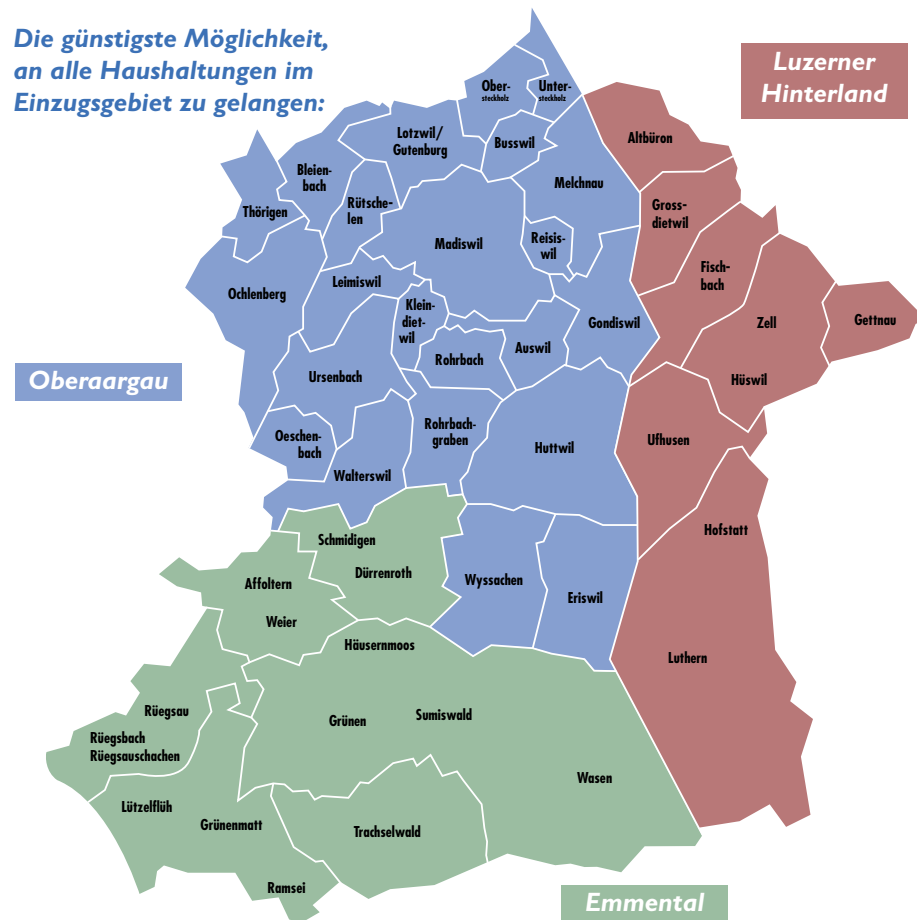 Die günstigste Möglichkeit,
an alle Haushaltungen im
Einzugsgebiet zu gelangen:
Luzerner
Hinterland
Ober-
steckholz
Unter-
steckholz
Lotzwil/
Gutenburg
Busswil
Altbüron
Bleien-
bach
Melchnau
Thörigen
Rütsche-
len
Gross-
dietwil
Madiswil
Reisis-
wil
Fisch-
bach
Ochlenberg
Leimiswil
Klein-
diet-
wil
Gondiswil
Zell
Gettnau
Rohrbach
Auswil
Oberaargau
Ursenbach
Hüswil
Oeschen-
bach
Rohrbach-
graben
Ufhusen
Walterswil
Huttwil
Hofstatt
Schmidigen
Dürrenroth
Wyssachen
Affoltern
Eriswil
Weier
Häusernmoos
Luthern
Rüegsau
Grünen
Sumiswald
Rüegsbach
Rüegsauschachen
Wasen
Lützelflüh
Grünenmatt
Trachselwald
Ramsei
Emmental